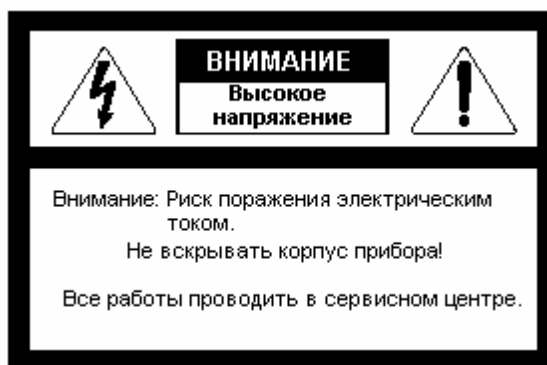 ВНИМАНИЕ
Высокое
напряжение
Внимание: Риск поражения электрическим
током.
Не вскрывать корпус прибора!
Все работы проводить в сервисном центре.